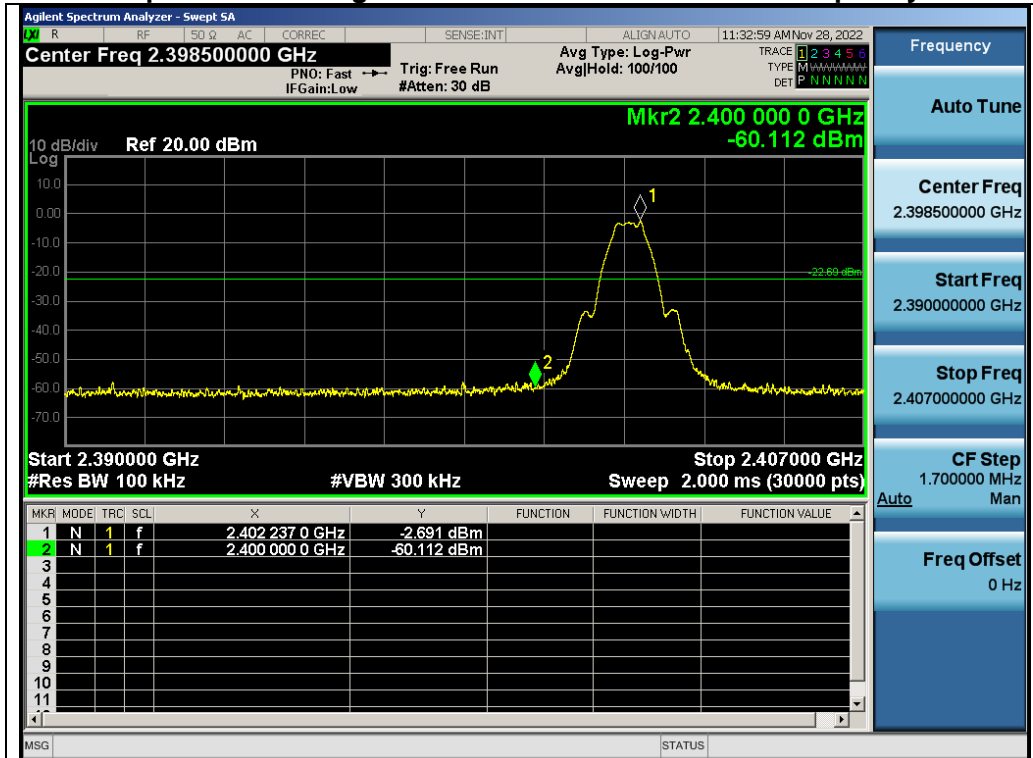 Agilent Spectrum Analyzer - Swept SA
LXI R RF 50 Ω AC CORREC SENSE:INT ALIGN AUTO 11:32:59 AM Nov 28, 2022
Center Freq 2.398500000 GHz
PNO: Fast
IFGain:Low
Trig: Free Run
#Atten: 30 dB
Avg Type: Log-Pwr
Avg|Hold: 100/100
TRACE 1 2 3 4 5 6
TYPE M WWWWW
DET P N N N N N
Mkr2 2.400 000 0 GHz
-60.112 dBm
10 dB/div Ref 20.00 dBm
Log
10.0
0.00
-10.0
-20.0
-30.0
-40.0
-50.0
-60.0
-70.0
1
-22.69 dBm
2
Start 2.390000 GHz Stop 2.407000 GHz
#Res BW 100 kHz #VBW 300 kHz Sweep 2.000 ms (30000 pts)
MKR MODE TRC SCL X Y FUNCTION FUNCTION WIDTH FUNCTION VALUE
1 N 1 f 2.402 237 0 GHz -2.691 dBm
2 N 1 f 2.400 000 0 GHz -60.112 dBm
3
4
5
6
7
8
9
10
11
MSG STATUS
Frequency
Auto Tune
Center Freq
2.398500000 GHz
Start Freq
2.390000000 GHz
Stop Freq
2.407000000 GHz
CF Step
1.700000 MHz
Auto Man
Freq Offset
0 Hz